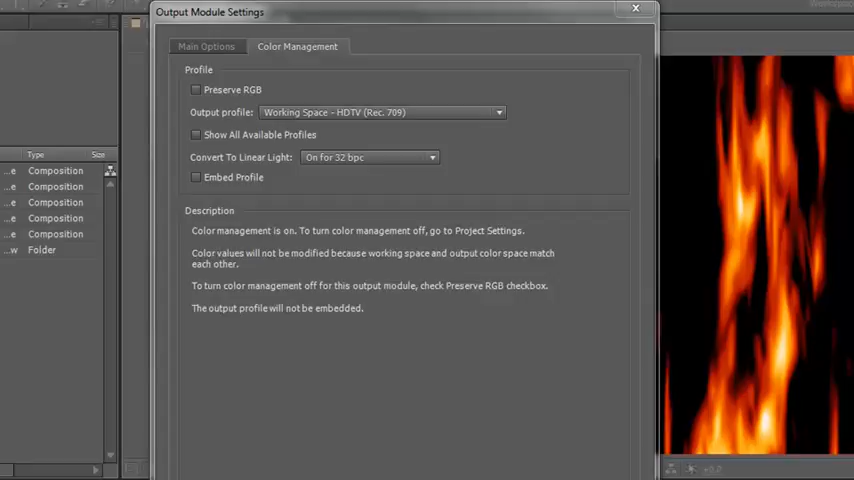 Output Module Settings
Main Options
Color Management
Profile
Preserve RGB
Output profile: Working Space - HDTV (Rec. 709)
Show All Available Profiles
Convert To Linear Light: On for 32 bpc
Embed Profile
Description
Color management is on. To turn color management off, go to Project Settings.
Color values will not be modified because working space and output color space match
each other.
To turn color management off for this output module, check Preserve RGB checkbox.
The output profile will not be embedded.
Type Size
...e Composition
...e Composition
...e Composition
...e Composition
...e Composition
...w Folder
+0.0